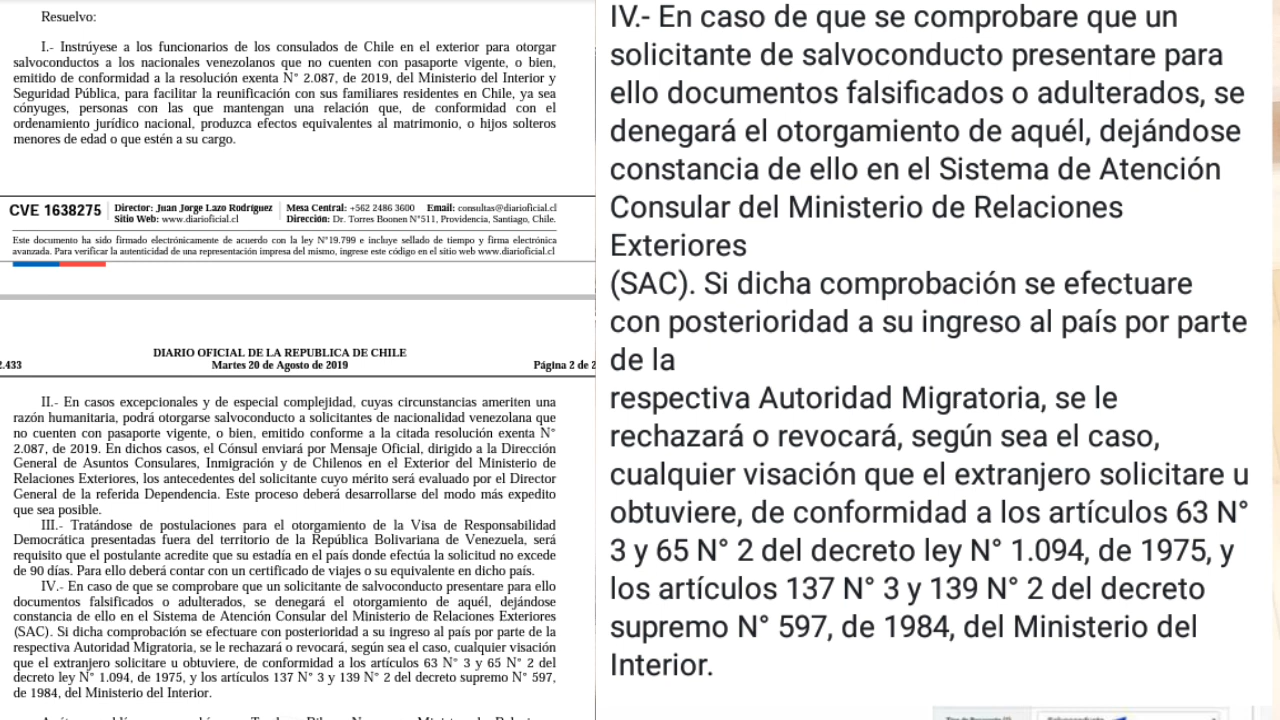 Resuelvo:
I.- Instrúyese a los funcionarios de los consulados de Chile en el exterior para otorgar
salvoconductos a los nacionales venezolanos que no cuenten con pasaporte vigente, o bien,
emitido de conformidad a la resolución exenta N° 2.087, de 2019, del Ministerio del Interior y
Seguridad Pública, para facilitar la reunificación con sus familiares residentes en Chile, ya sea
cónyuges, personas con las que mantengan una relación que, de conformidad con el
ordenamiento jurídico nacional, produzca efectos equivalentes al matrimonio, o hijos solteros
menores de edad o que estén a su cargo.
CVE 1638275
Director: Juan Jorge Lazo Rodríguez
Sitio Web: www.diarioficial.cl
Mesa Central: +562 2486 3600 Email: consultas@diarioficial.cl
Dirección: Dr. Torres Boonen N°511, Providencia, Santiago, Chile.
Este documento ha sido firmado electrónicamente de acuerdo con la ley N°19.799 e incluye sellado de tiempo y firma electrónica
avanzada. Para verificar la autenticidad de una representación impresa del mismo, ingrese este código en el sitio web www.diarioficial.cl
DIARIO OFICIAL DE LA REPUBLICA DE CHILE
2.433 Martes 20 de Agosto de 2019 Página 2 de 2
II.- En casos excepcionales y de especial complejidad, cuyas circunstancias ameriten una
razón humanitaria, podrá otorgarse salvoconducto a solicitantes de nacionalidad venezolana que
no cuenten con pasaporte vigente, o bien, emitido conforme a la citada resolución exenta N°
2.087, de 2019. En dichos casos, el Cónsul enviará por Mensaje Oficial, dirigido a la Dirección
General de Asuntos Consulares, Inmigración y de Chilenos en el Exterior del Ministerio de
Relaciones Exteriores, los antecedentes del solicitante cuyo mérito será evaluado por el Director
General de la referida Dependencia. Este proceso deberá desarrollarse del modo más expedito
que sea posible.
III.- Tratándose de postulaciones para el otorgamiento de la Visa de Responsabilidad
Democrática presentadas fuera del territorio de la República Bolivariana de Venezuela, será
requisito que el postulante acredite que su estadía en el país donde efectúa la solicitud no excede
de 90 días. Para ello deberá contar con un certificado de viajes o su equivalente en dicho país.
IV.- En caso de que se comprobare que un solicitante de salvoconducto presentare para ello
documentos falsificados o adulterados, se denegará el otorgamiento de aquél, dejándose
constancia de ello en el Sistema de Atención Consular del Ministerio de Relaciones Exteriores
(SAC). Si dicha comprobación se efectuare con posterioridad a su ingreso al país por parte de la
respectiva Autoridad Migratoria, se le rechazará o revocará, según sea el caso, cualquier visación
que el extranjero solicitare u obtuviere, de conformidad a los artículos 63 N° 3 y 65 N° 2 del
decreto ley N° 1.094, de 1975, y los artículos 137 N° 3 y 139 N° 2 del decreto supremo N° 597,
de 1984, del Ministerio del Interior.
IV.- En caso de que se comprobare que un
solicitante de salvoconducto presentare para
ello documentos falsificados o adulterados, se
denegará el otorgamiento de aquél, dejándose
constancia de ello en el Sistema de Atención
Consular del Ministerio de Relaciones
Exteriores
(SAC). Si dicha comprobación se efectuare
con posterioridad a su ingreso al país por parte
de la
respectiva Autoridad Migratoria, se le
rechazará o revocará, según sea el caso,
cualquier visación que el extranjero solicitare u
obtuviere, de conformidad a los artículos 63 N°
3 y 65 N° 2 del decreto ley N° 1.094, de 1975, y
los artículos 137 N° 3 y 139 N° 2 del decreto
supremo N° 597, de 1984, del Ministerio del
Interior.